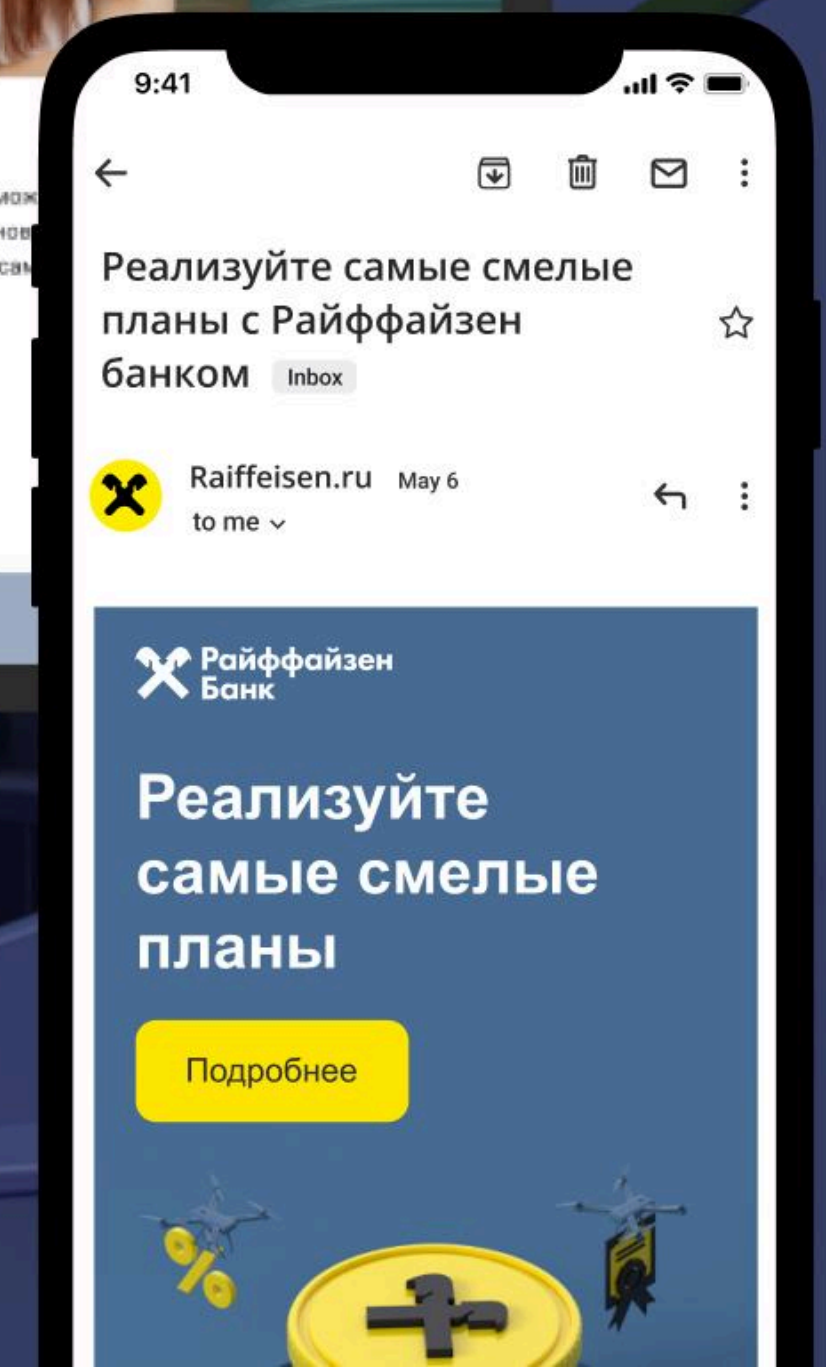 9:41
Реализуйте самые смелые
планы с Райффайзен
банком Inbox
Raiffeisen.ru May 6
to me
Райффайзен
Банк
Реализуйте
самые смелые
планы
Подробнее
%